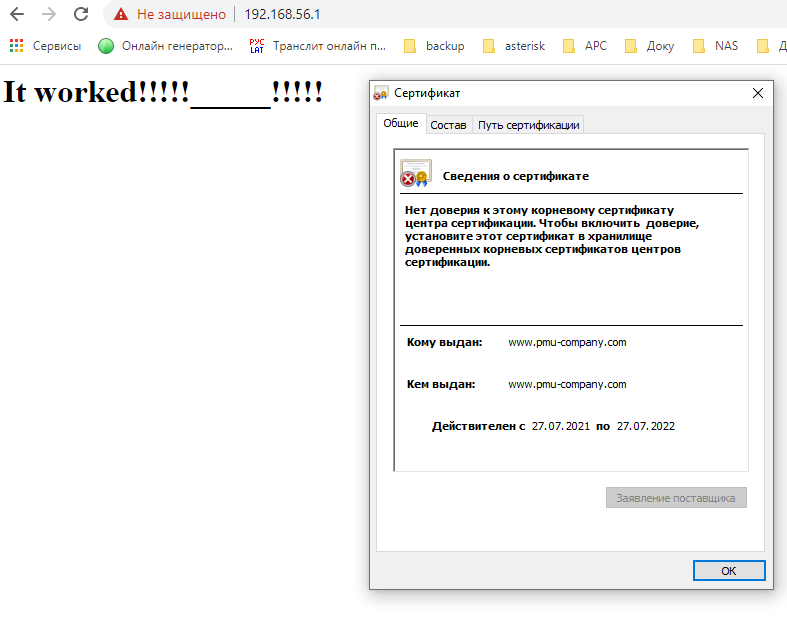 Не защищено | 192.168.56.1
Сервисы Онлайн генератор... РУС LAT Транслит онлайн п... backup asterisk АРС Доку NAS Д
It worked!!!!!_____!!!!!
Сертификат
Общие Состав Путь сертификации
Сведения о сертификате
Нет доверия к этому корневому сертификату
центра сертификации. Чтобы включить доверие,
установите этот сертификат в хранилище
доверенных корневых сертификатов центров
сертификации.
Кому выдан: www.pmu-company.com
Кем выдан: www.pmu-company.com
Действителен с 27.07.2021 по 27.07.2022
Заявление поставщика
ОК